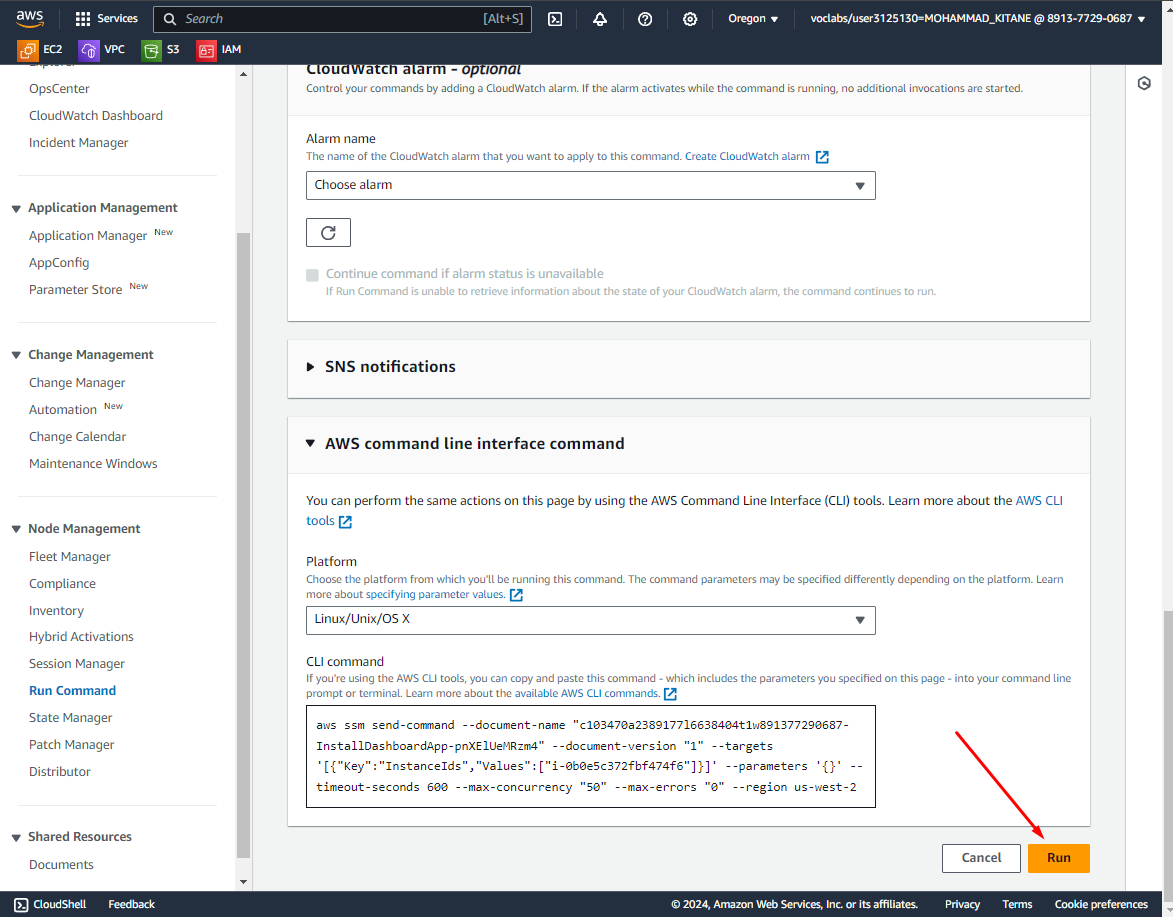 aws
Services
Search
[Alt+S]
Oregon
voclabs/user3125130=MOHAMMAD_KITANE @ 8913-7729-0687
EC2
VPC
S3
IAM
Explorer
OpsCenter
CloudWatch Dashboard
Incident Manager
Application Management
Application Manager New
AppConfig
Parameter Store New
Change Management
Change Manager
Automation New
Change Calendar
Maintenance Windows
Node Management
Fleet Manager
Compliance
Inventory
Hybrid Activations
Session Manager
Run Command
State Manager
Patch Manager
Distributor
Shared Resources
Documents
CloudWatch alarm - optional
Control your commands by adding a CloudWatch alarm. If the alarm activates while the command is running, no additional invocations are started.
Alarm name
The name of the CloudWatch alarm that you want to apply to this command. Create CloudWatch alarm
Choose alarm
Continue command if alarm status is unavailable
If Run Command is unable to retrieve information about the state of your CloudWatch alarm, the command continues to run.
SNS notifications
AWS command line interface command
You can perform the same actions on this page by using the AWS Command Line Interface (CLI) tools. Learn more about the AWS CLI
tools
Platform
Choose the platform from which you'll be running this command. The command parameters may be specified differently depending on the platform. Learn
more about specifying parameter values.
Linux/Unix/OS X
CLI command
If you're using the AWS CLI tools, you can copy and paste this command - which includes the parameters you specified on this page - into your command line
prompt or terminal. Learn more about the available AWS CLI commands.
aws ssm send-command --document-name "c103470a2389177l6638404t1w891377290687-
InstallDashboardApp-pnXElUeMRzm4" --document-version "1" --targets
'[{"Key":"InstanceIds","Values":["i-0b0e5c372fbf474f6"]}]' --parameters '{}' --
timeout-seconds 600 --max-concurrency "50" --max-errors "0" --region us-west-2
Cancel
Run
CloudShell
Feedback
© 2024, Amazon Web Services, Inc. or its affiliates.
Privacy
Terms
Cookie preferences